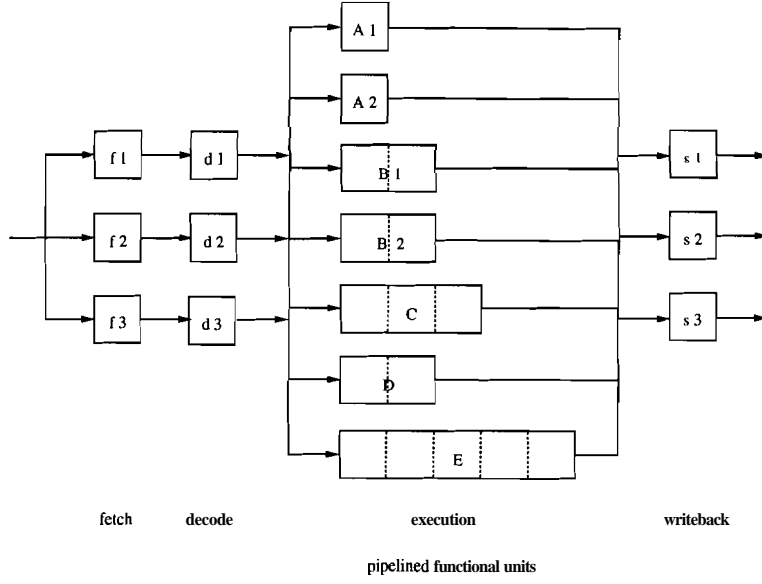 A 1
A 2
f 1 d 1 B 1 s 1
f 2 d 2 B 2 s 2
f 3 d 3 C s 3
D
E
fetch decode execution writeback
pipelined functional units